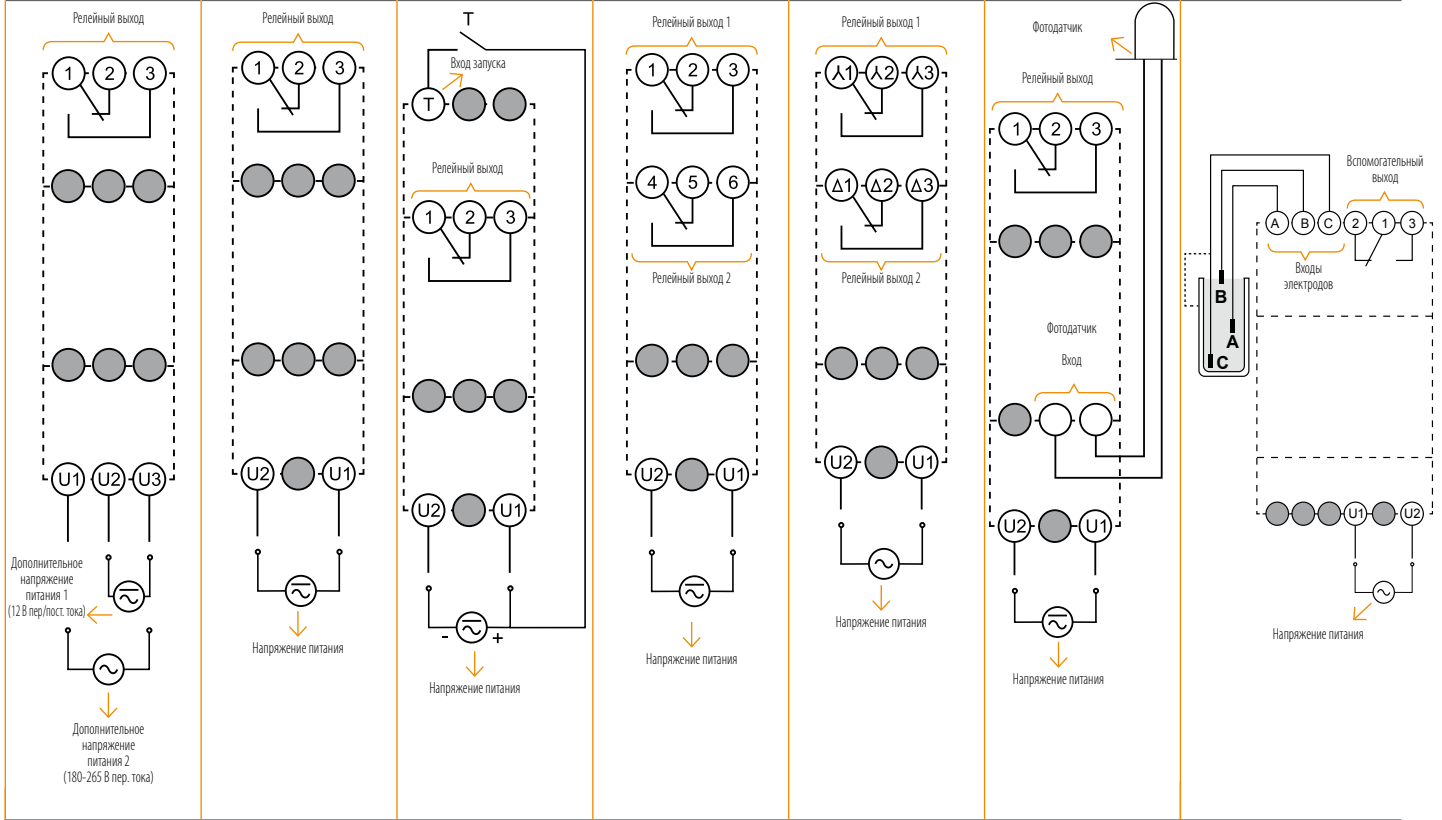 Релейный выход
1 2 3
U1 U2 U3
Дополнительное
напряжение
питания 1
(12 В пер/пост. тока)
Дополнительное
напряжение
питания 2
(180-265 В пер. тока)
Релейный выход
1 2 3
U2 U1
Напряжение питания
T
Вход запуска
T
Релейный выход
1 2 3
U2 U1
- +
Напряжение питания
Релейный выход 1
1 2 3
4 5 6
Релейный выход 2
U2 U1
Напряжение питания
Релейный выход 1
⅄1 ⅄2 ⅄3
Δ1 Δ2 Δ3
Релейный выход 2
U2 U1
Напряжение питания
Фотодатчик
Релейный выход
1 2 3
Фотодатчик
Вход
U2 U1
Напряжение питания
Вспомогательный
выход
A B C 2 1 3
Входы
электродов
B
A
C
U1 U2
Напряжение питания